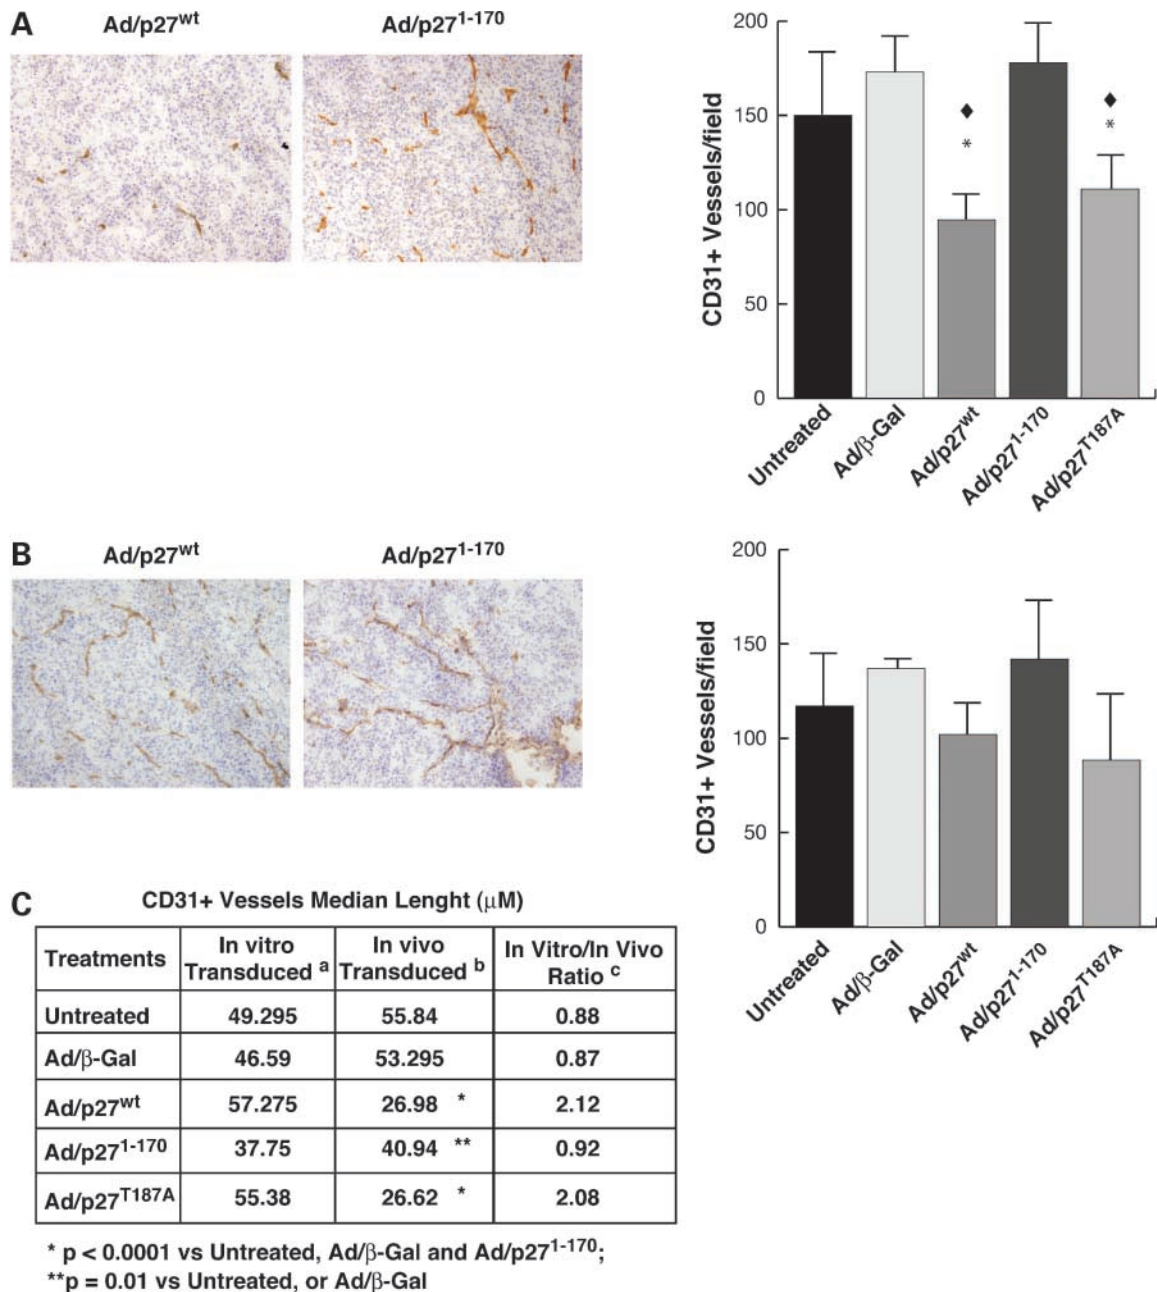 A
Ad/p27wt
Ad/p271-170
CD31+ Vessels/field
200
150
100
50
0
♦
*
♦
*
Untreated
Ad/β-Gal
Ad/p27wt
Ad/p271-170
Ad/p27T187A
B
Ad/p27wt
Ad/p271-170
CD31+ Vessels/field
200
150
100
50
0
Untreated
Ad/β-Gal
Ad/p27wt
Ad/p271-170
Ad/p27T187A
C
CD31+ Vessels Median Lenght (μM)
Treatments
In vitro
Transduced a
In vivo
Transduced b
In Vitro/In Vivo
Ratio c
Untreated 49.295 55.84 0.88
Ad/β-Gal 46.59 53.295 0.87
Ad/p27wt 57.275 26.98 * 2.12
Ad/p271-170 37.75 40.94 ** 0.92
Ad/p27T187A 55.38 26.62 * 2.08
* p < 0.0001 vs Untreated, Ad/β-Gal and Ad/p271-170;
**p = 0.01 vs Untreated, or Ad/β-Gal